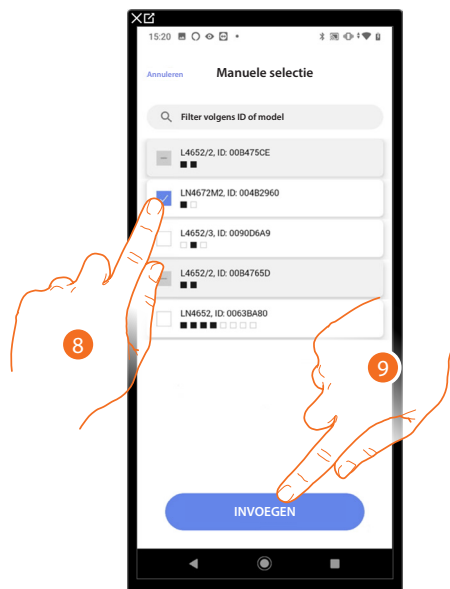 15:20
Annuleren Manuele selectie
Filter volgens ID of model
L4652/2, ID: 00B475CE
LN4672M2, ID: 004B2960
L4652/3, ID: 0090D6A9
L4652/2, ID: 00B4765D
LN4652, ID: 0063BA80
8
9
INVOEGEN